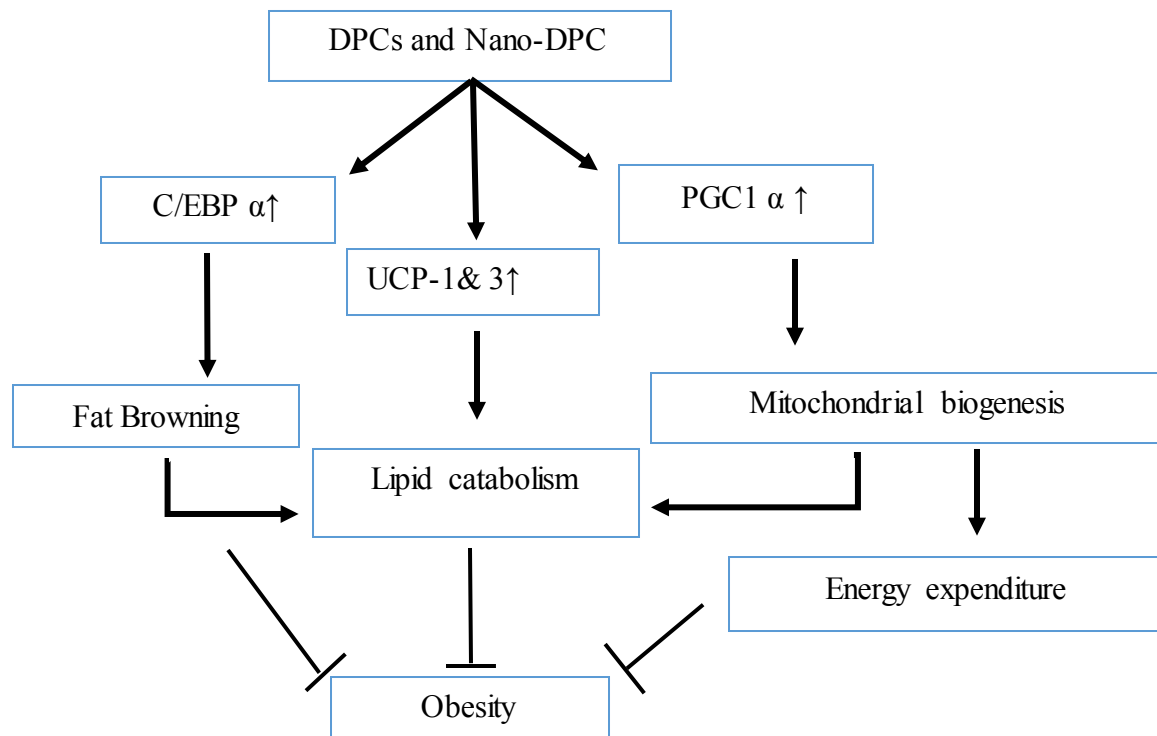 DPCs and Nano-DPC
C/EBP α↑
PGC1 α ↑
UCP-1& 3↑
Fat Browning
Mitochondrial biogenesis
Lipid catabolism
Energy expenditure
Obesity